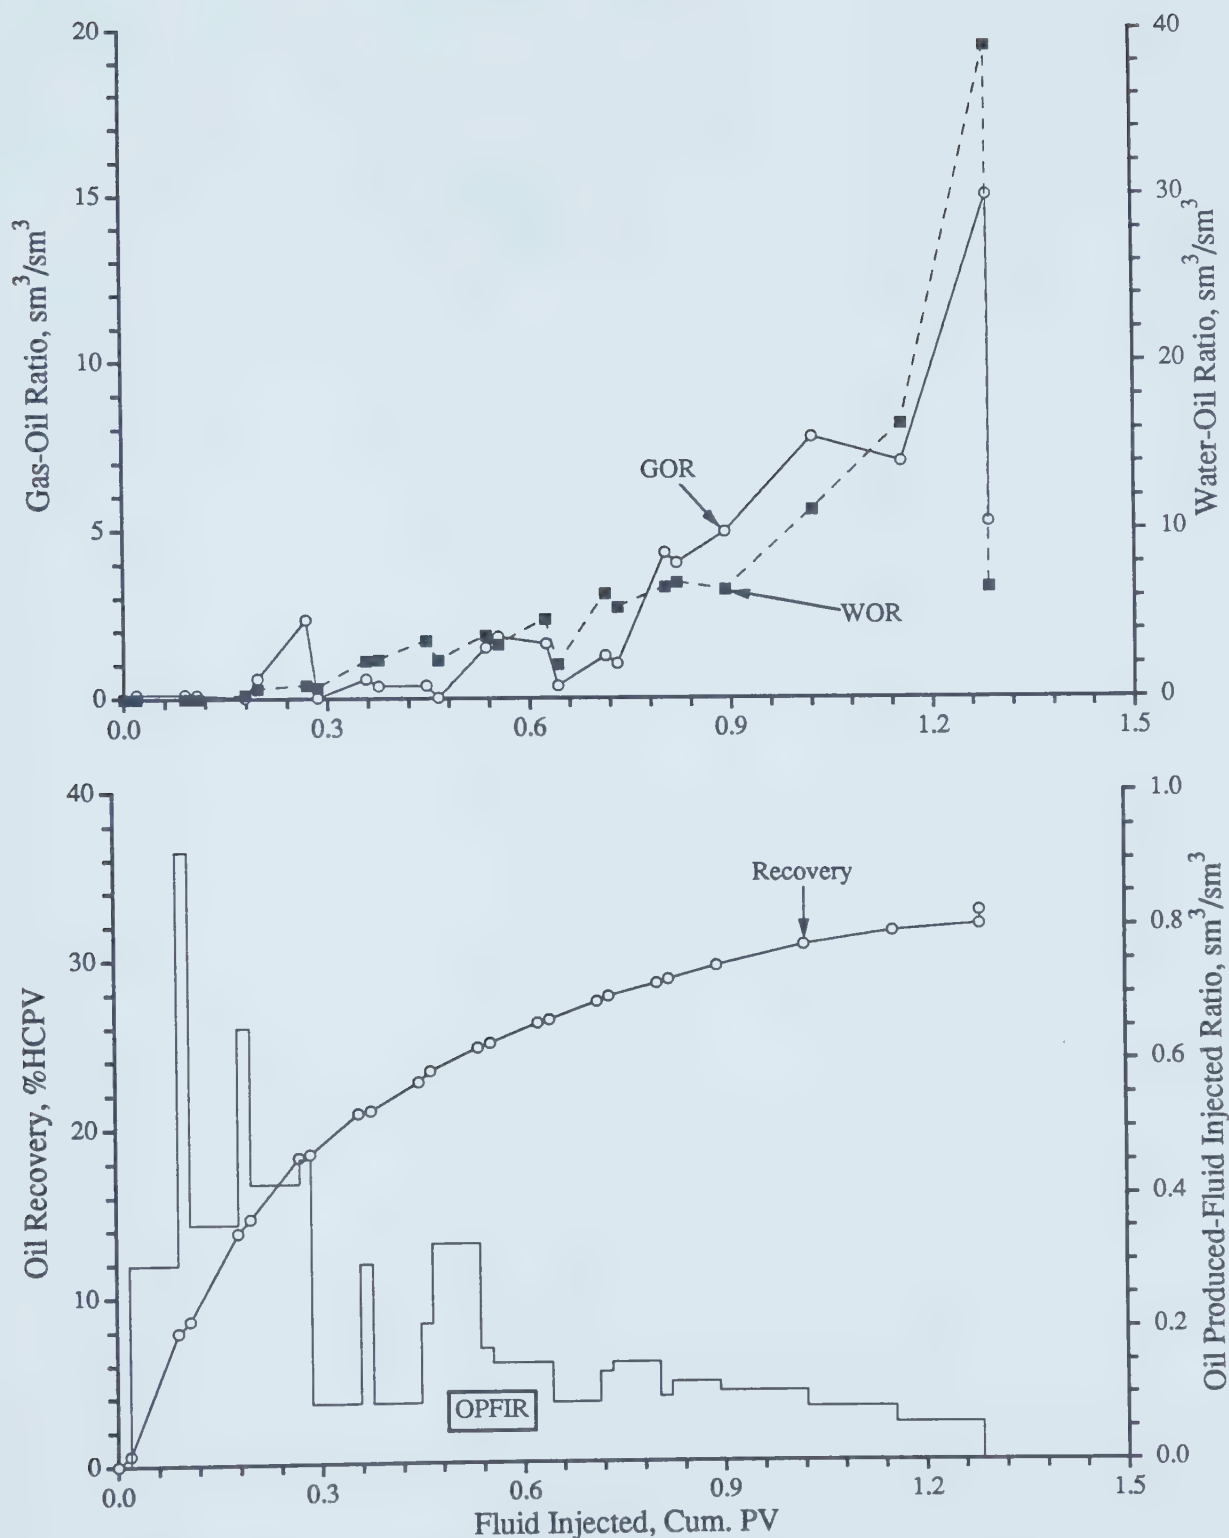 20
15
10
5
0
Gas-Oil Ratio, sm³/sm³
40
30
20
10
0
Water-Oil Ratio, sm³/sm³
GOR
WOR
0.0 0.3 0.6 0.9 1.2 1.5
40
30
20
10
0
Oil Recovery, %HCPV
1.0
0.8
0.6
0.4
0.2
0.0
Oil Produced-Fluid Injected Ratio, sm³/sm³
Recovery
OPFIR
0.0 0.3 0.6 0.9 1.2 1.5
Fluid Injected, Cum. PV